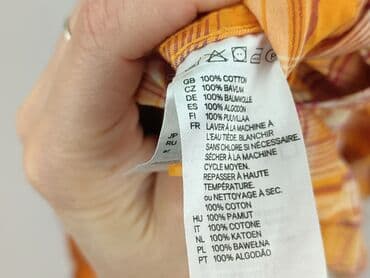 GB 100% COTTON
CZ 100% BAVLNA
DE 100% BAUMWOLLE
ES 100% ALGODON
FI 100% PUUVILLAA
FR LAVER À LA MACHINE À
L'EAU TIÈDE. BLANCHIR
SANS CHLORE SI NÉCESSAIRE.
SÉCHER À LA MACHINE
CYCLE MOYEN.
REPASSER À HAUTE
TEMPÉRATURE.
OU NETTOYAGE À SEC.
100% COTON
HU 100% PAMUT
IT 100% COTONE
NL 100% KATOEN
PL 100% BAWEŁNA
PT 100% ALGODÃO
JP
RU